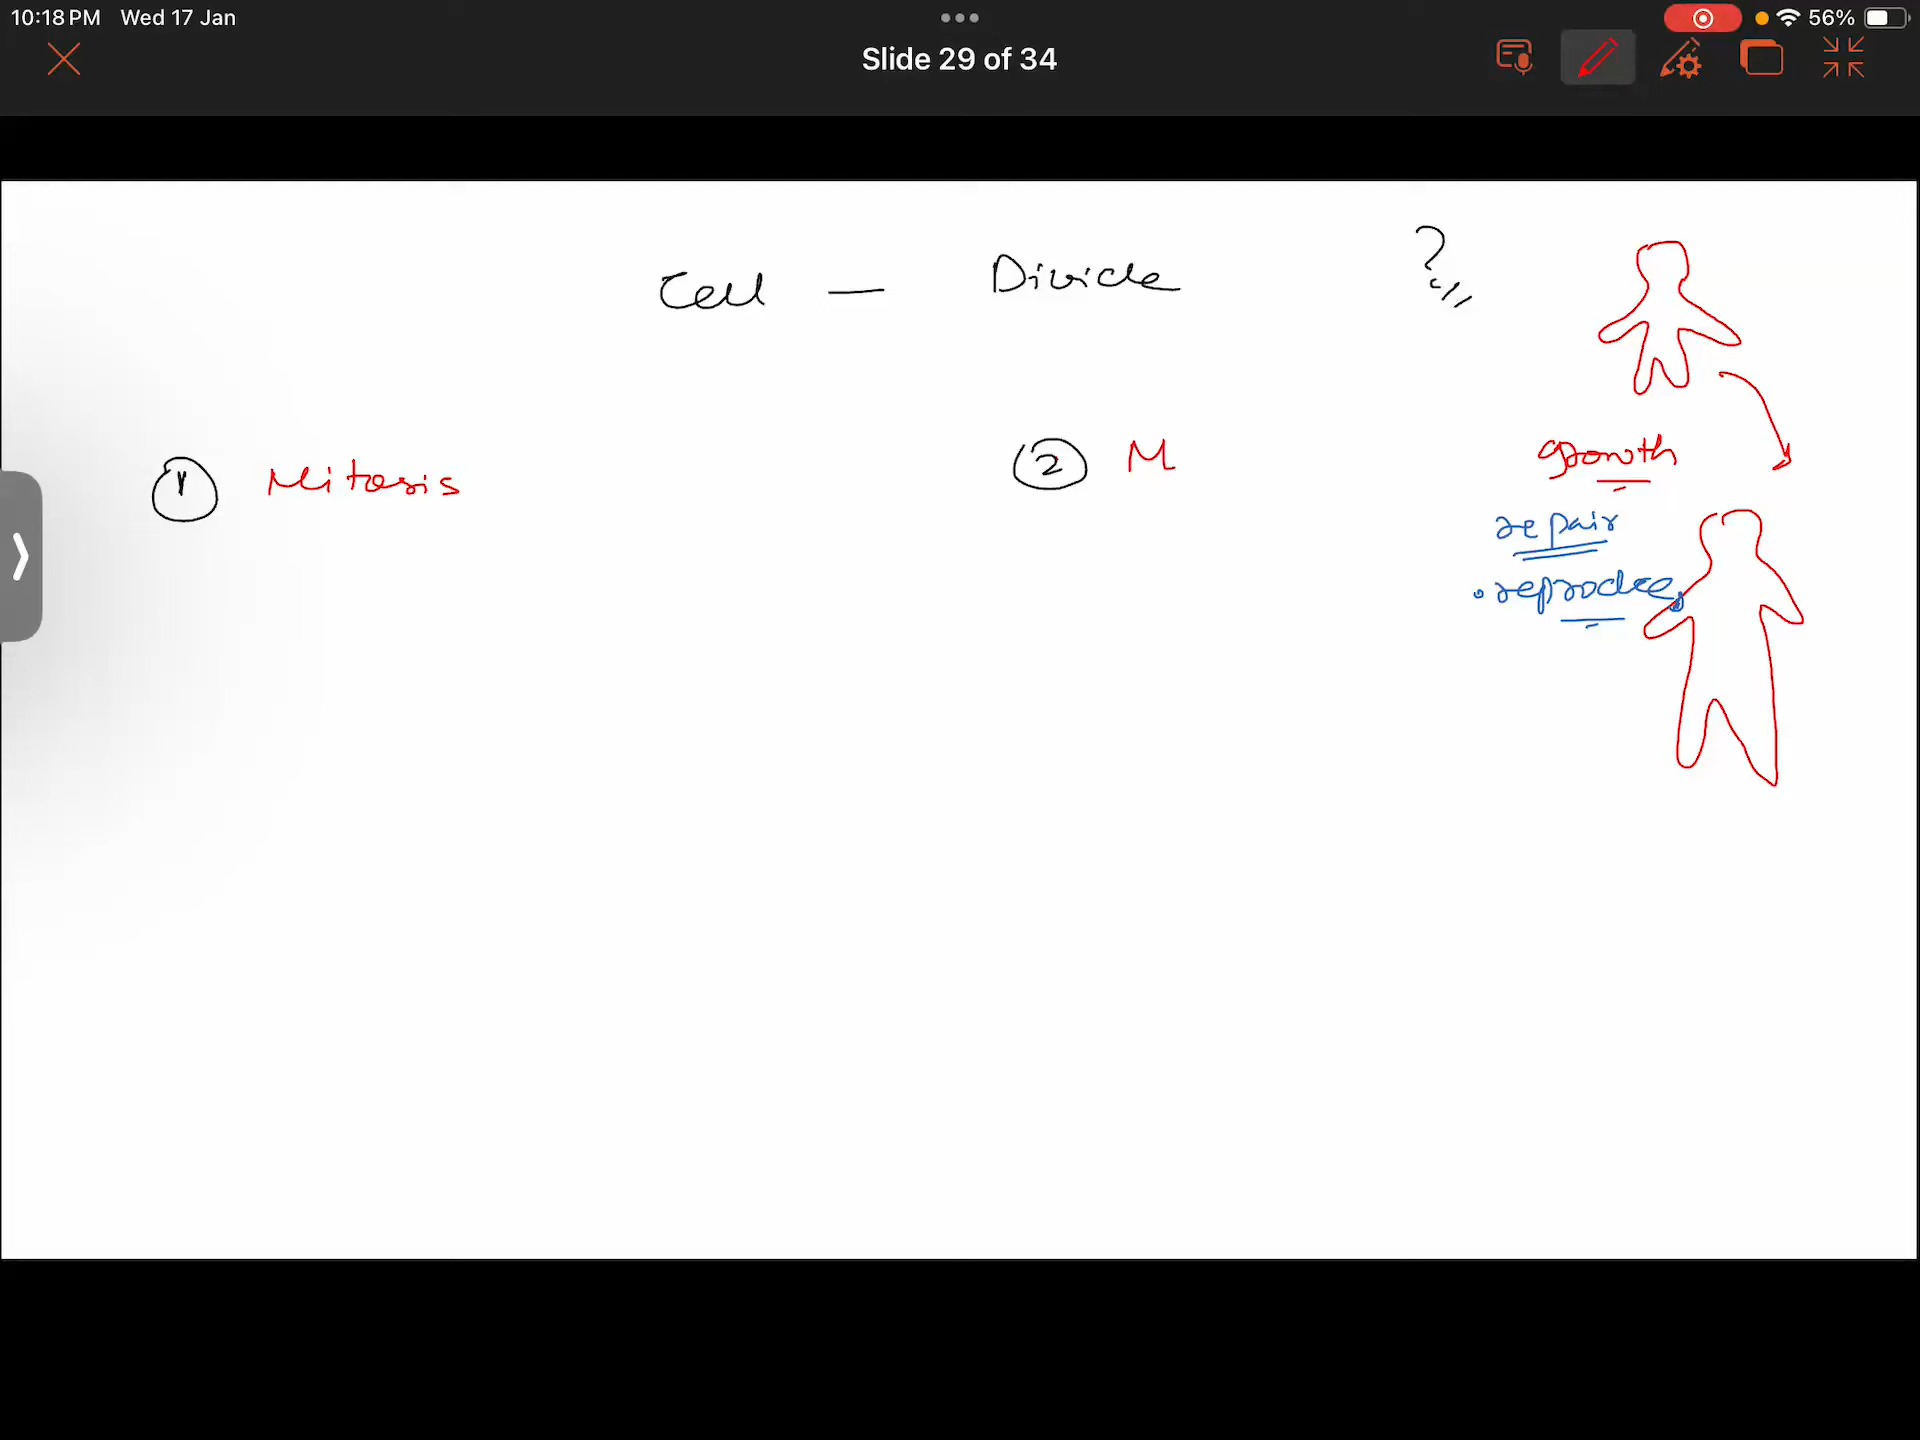 10:18 PM Wed 17 Jan
56%
Slide 29 of 34
Cell — Divide ?
① Mitosis
② M
growth
repair
• reproduce